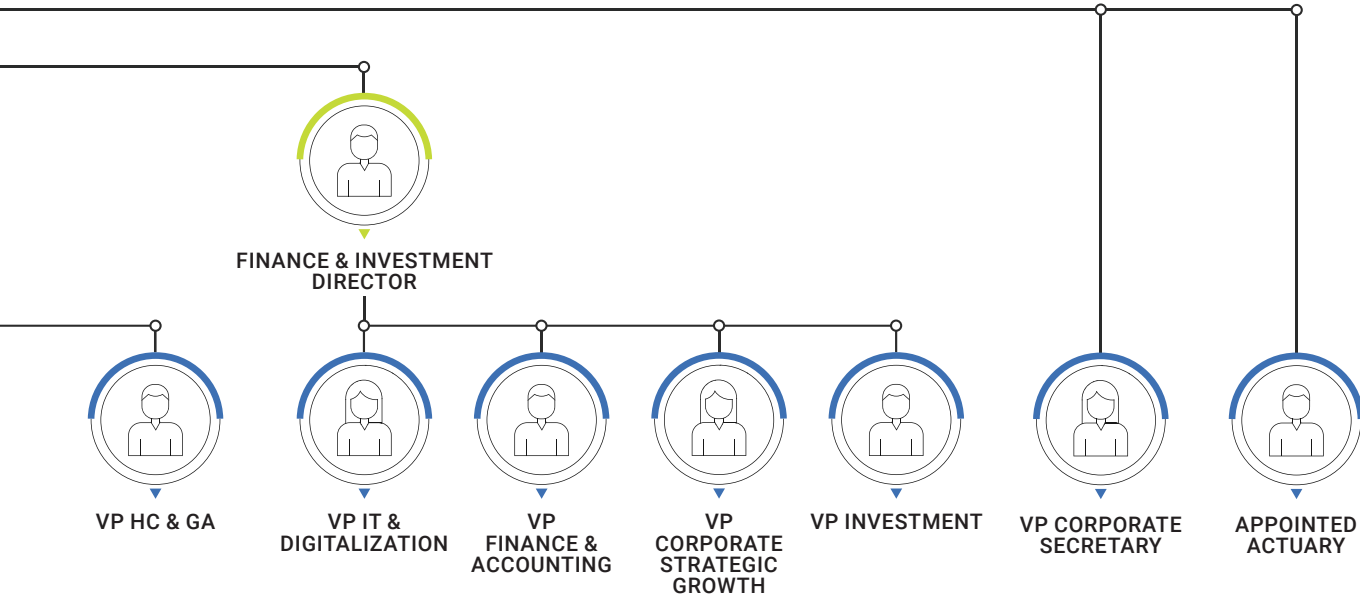 FINANCE & INVESTMENT
DIRECTOR
VP HC & GA
VP IT &
DIGITALIZATION
VP
FINANCE &
ACCOUNTING
VP
CORPORATE
STRATEGIC
GROWTH
VP INVESTMENT
VP CORPORATE
SECRETARY
APPOINTED
ACTUARY